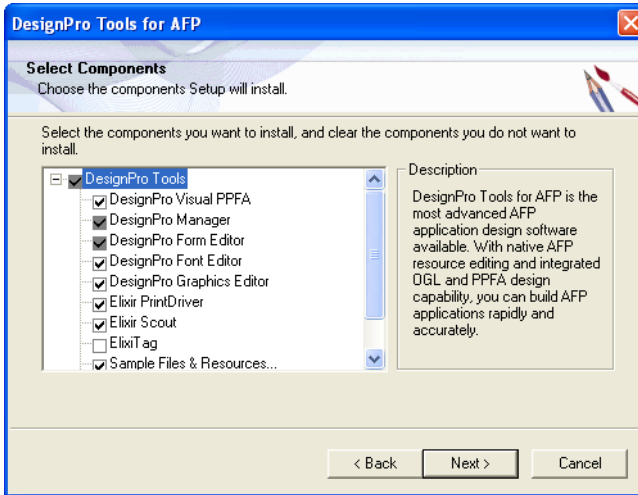 DesignPro Tools for AFP
Select Components
Choose the components Setup will install.
Select the components you want to install, and clear the components you do not want to
install.
DesignPro Tools
DesignPro Visual PPFA
DesignPro Manager
DesignPro Form Editor
DesignPro Font Editor
DesignPro Graphics Editor
Elixir PrintDriver
Elixir Scout
ElixiTag
Sample Files & Resources...
Description
DesignPro Tools for AFP is the
most advanced AFP
application design software
available. With native AFP
resource editing and integrated
OGL and PPFA design
capability, you can build AFP
applications rapidly and
accurately.
< Back
Next >
Cancel